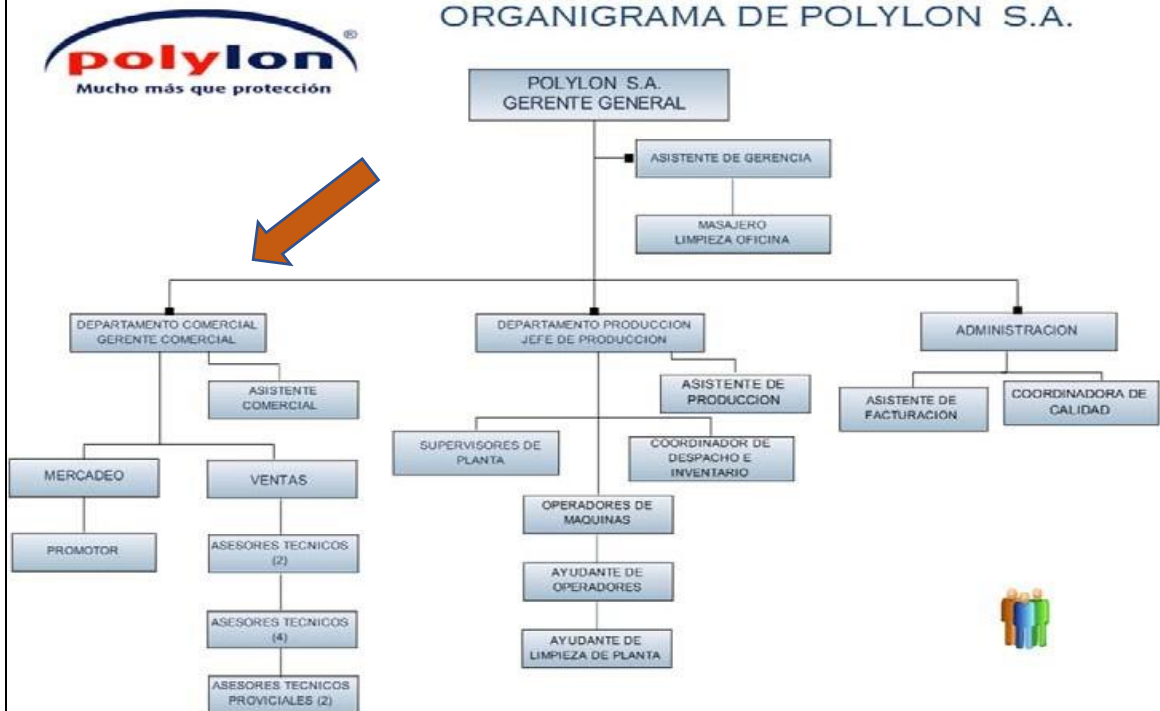 ORGANIGRAMA DE POLYLON S.A.
polylon®
Mucho más que protección
POLYLON S.A.
GERENTE GENERAL
ASISTENTE DE GERENCIA
MASAJERO
LIMPIEZA OFICINA
DEPARTAMENTO COMERCIAL
GERENTE COMERCIAL
DEPARTAMENTO PRODUCCION
JEFE DE PRODUCCION
ADMINISTRACION
ASISTENTE
COMERCIAL
ASISTENTE DE
PRODUCCION
ASISTENTE DE
FACTURACION
COORDINADORA DE
CALIDAD
MERCADEO
VENTAS
SUPERVISORES DE
PLANTA
COORDINADOR DE
DESPACHO E
INVENTARIO
PROMOTOR
ASESORES TECNICOS
(2)
OPERADORES DE
MAQUINAS
AYUDANTE DE
OPERADORES
ASESORES TECNICOS
(4)
AYUDANTE DE
LIMPIEZA DE PLANTA
ASESORES TECNICOS
PROVICIALES (2)